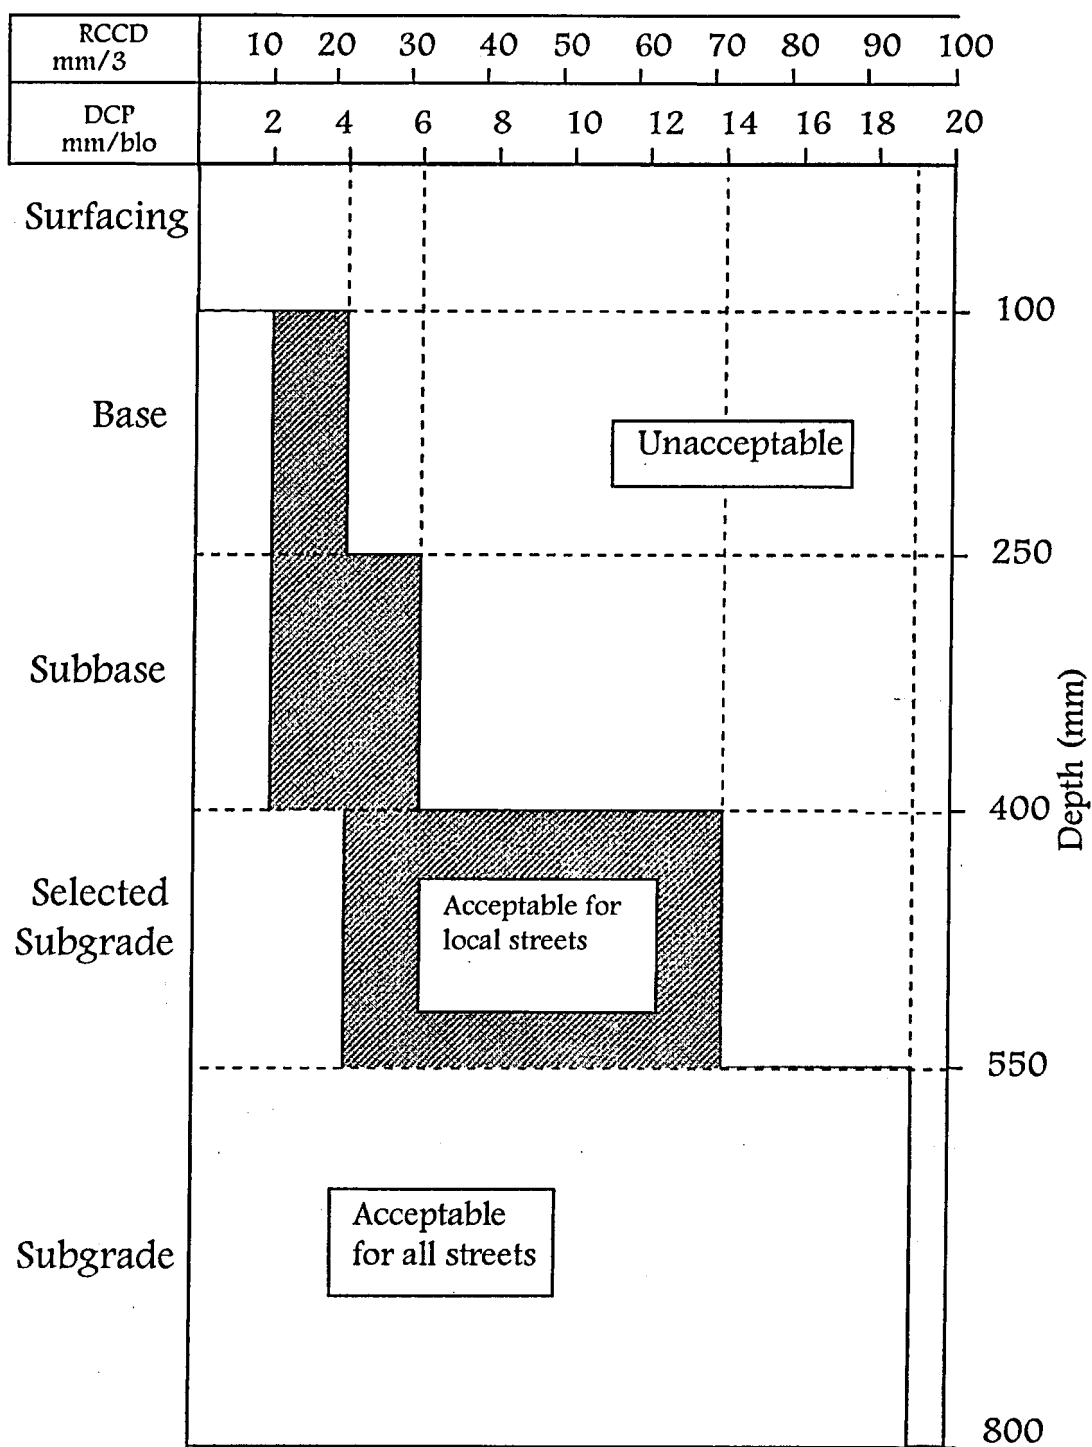 RCCD
mm/3
10 20 30 40 50 60 70 80 90 100
DCP
mm/blo
2 4 6 8 10 12 14 16 18 20
Surfacing
100
Base
Unacceptable
250
Subbase
Depth (mm)
400
Selected
Subgrade
Acceptable for
local streets
550
Subgrade
Acceptable
for all streets
800